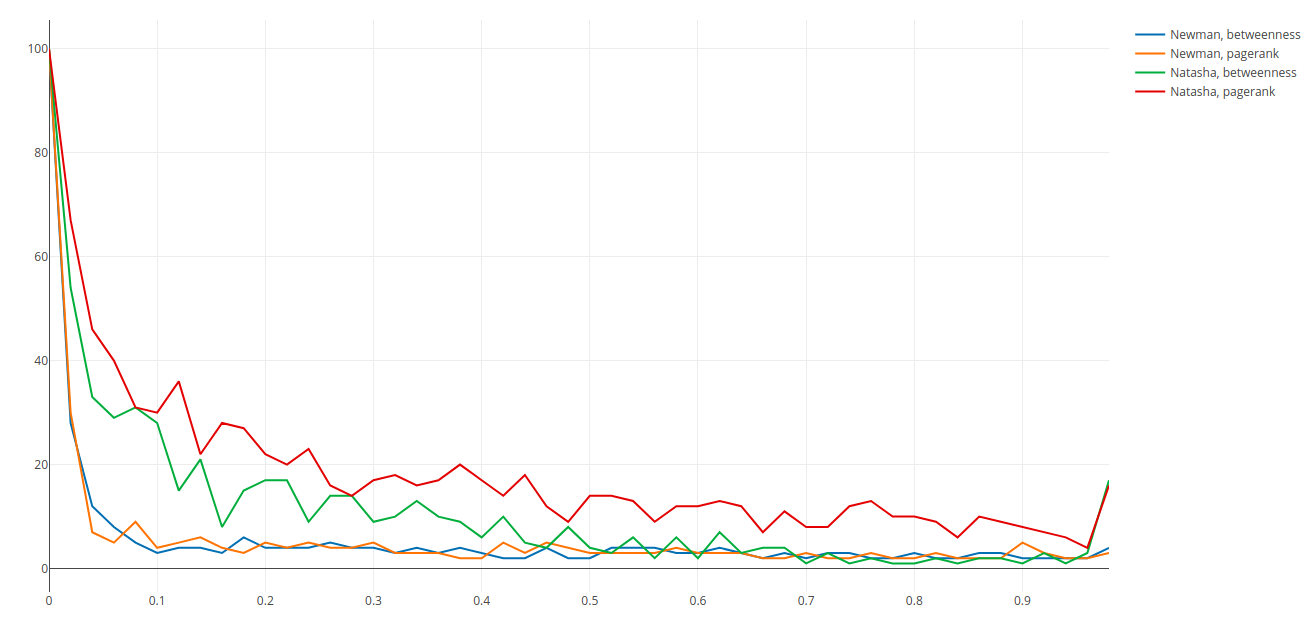 100
80
60
40
20
0
0 0.1 0.2 0.3 0.4 0.5 0.6 0.7 0.8 0.9
Newman, betweenness
Newman, pagerank
Natasha, betweenness
Natasha, pagerank